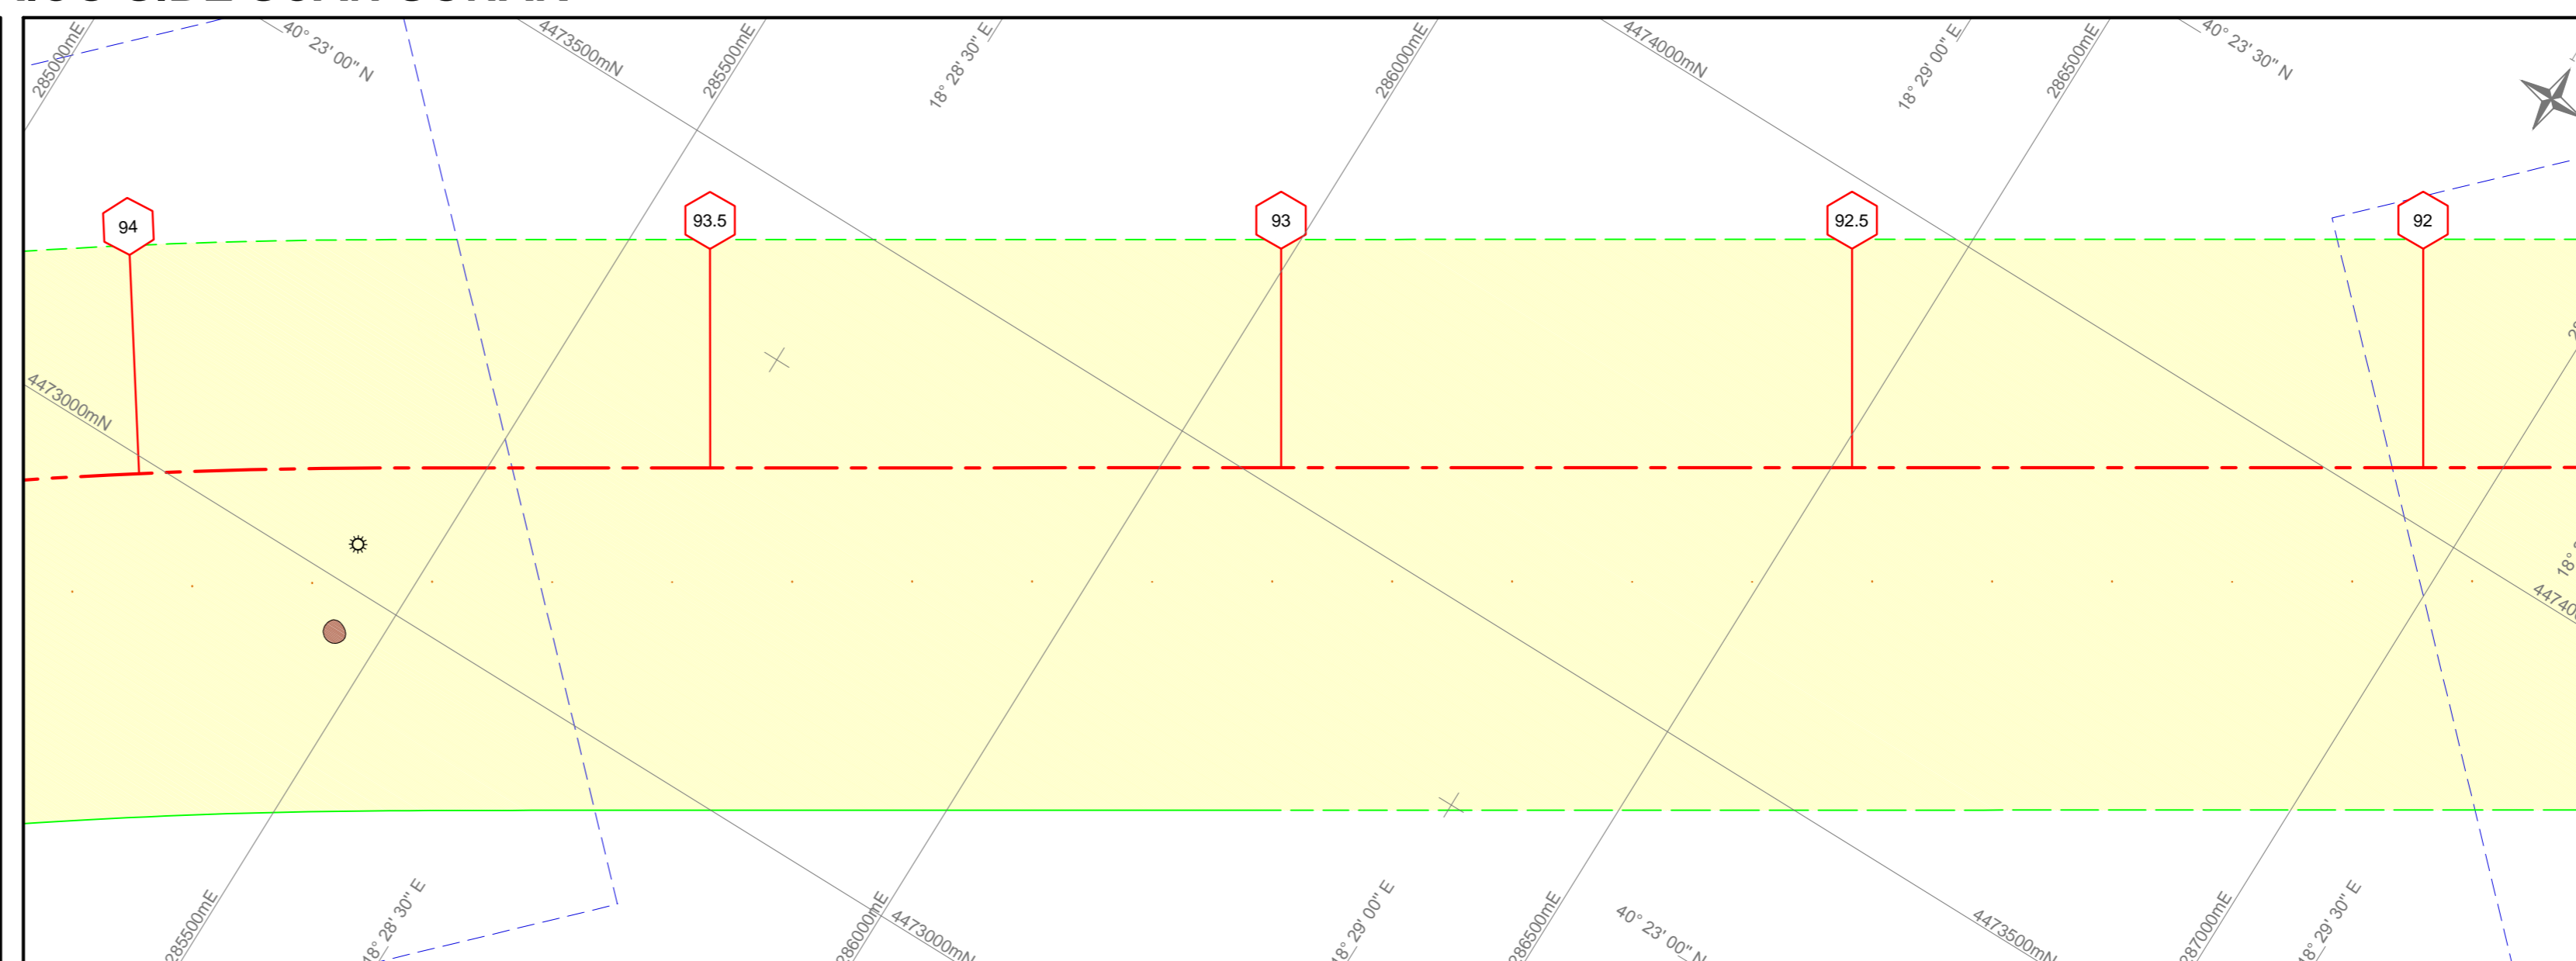 285000mE
40° 23' 00" N
4473500mN
285500mE
18° 28' 30" E
286000mE
4474000mN
18° 29' 00" E
286500mE
40° 23' 30" N
94
93.5
93
92.5
92
4473000mN
285500mE
18° 28' 30" E
286000mE
4473000mN
18° 29' 00" E
286500mE
40° 23' 00" N
4473500mN
287000mE
18° 29' 30" E